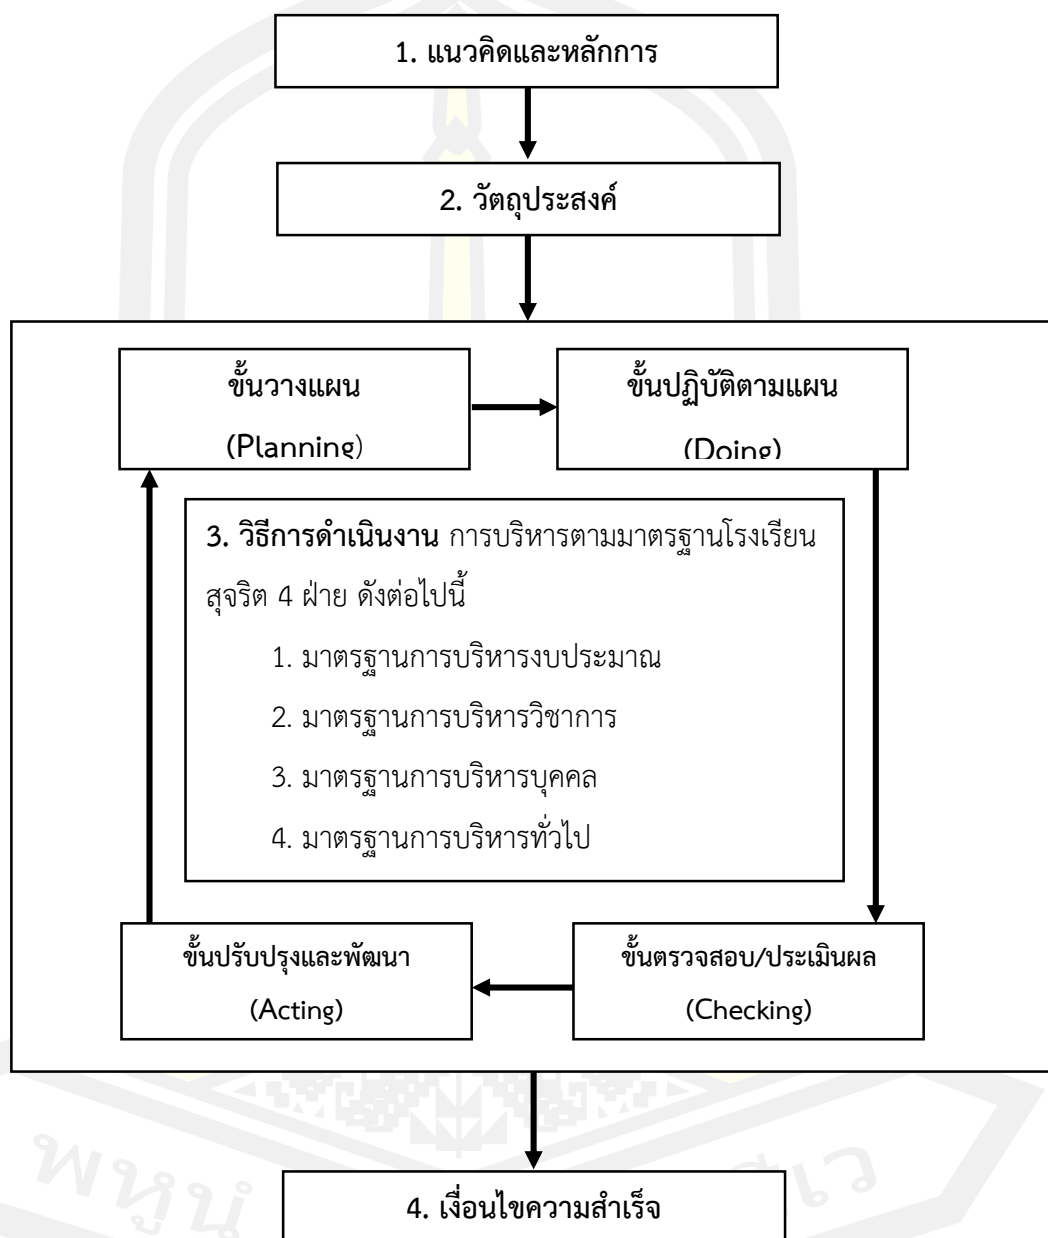 1. แนวคิดและหลักการ
2. วัตถุประสงค์
ขั้นวางแผน
(Planning)
ขั้นปฏิบัติตามแผน
(Doing)
3. วิธีการดำเนินงาน การบริหารตามมาตรฐานโรงเรียน
สุจริต 4 ฝ่าย ดังต่อไปนี้
1. มาตรฐานการบริหารงบประมาณ
2. มาตรฐานการบริหารวิชาการ
3. มาตรฐานการบริหารบุคคล
4. มาตรฐานการบริหารทั่วไป
ขั้นปรับปรุงและพัฒนา
(Acting)
ขั้นตรวจสอบ/ประเมินผล
(Checking)
4. เงื่อนไขความสำเร็จ
พหูนํ